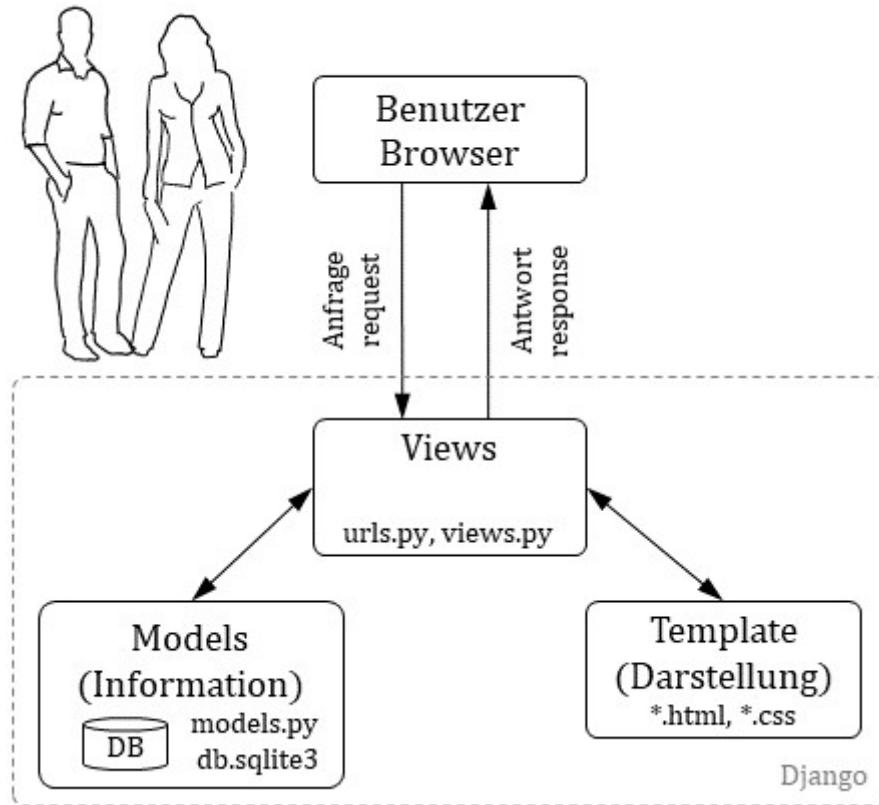 Benutzer
Browser
Anfrage
request
Antwort
response
Views
urls.py, views.py
Models
(Information)
DB
models.py
db.sqlite3
Template
(Darstellung)
*.html, *.css
Django